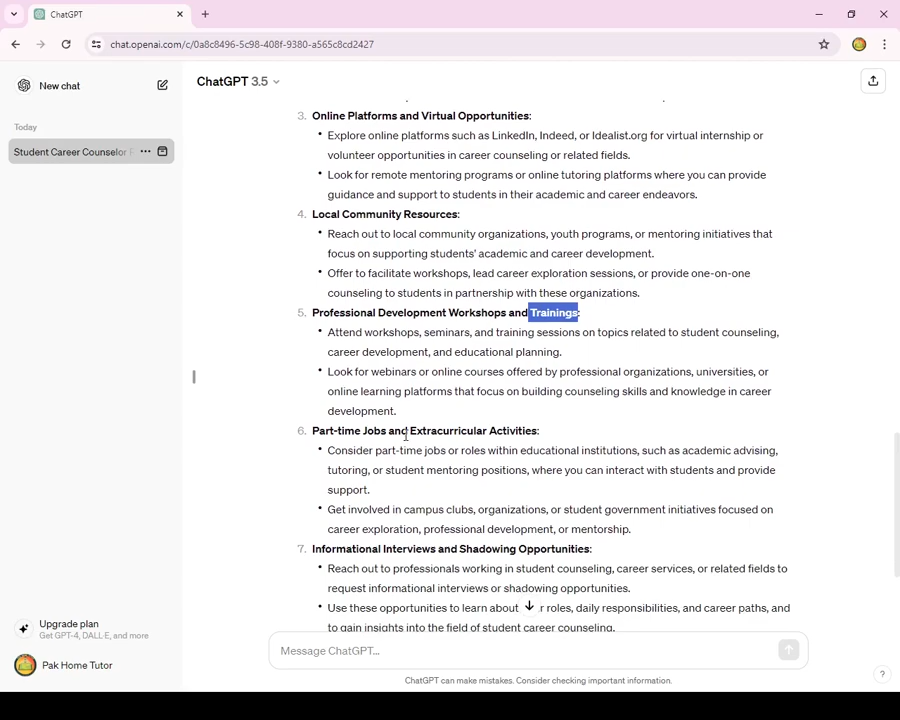 ChatGPT
chat.openai.com/c/0a8c8496-5c98-408f-9380-a565c8cd2427
New chat
ChatGPT 3.5
Today
Student Career Counselor
3. Online Platforms and Virtual Opportunities:
• Explore online platforms such as LinkedIn, Indeed, or Idealist.org for virtual internship or
volunteer opportunities in career counseling or related fields.
• Look for remote mentoring programs or online tutoring platforms where you can provide
guidance and support to students in their academic and career endeavors.
4. Local Community Resources:
• Reach out to local community organizations, youth programs, or mentoring initiatives that
focus on supporting students' academic and career development.
• Offer to facilitate workshops, lead career exploration sessions, or provide one-on-one
counseling to students in partnership with these organizations.
5. Professional Development Workshops and Trainings:
• Attend workshops, seminars, and training sessions on topics related to student counseling,
career development, and educational planning.
• Look for webinars or online courses offered by professional organizations, universities, or
online learning platforms that focus on building counseling skills and knowledge in career
development.
6. Part-time Jobs and Extracurricular Activities:
• Consider part-time jobs or roles within educational institutions, such as academic advising,
tutoring, or student mentoring positions, where you can interact with students and provide
support.
• Get involved in campus clubs, organizations, or student government initiatives focused on
career exploration, professional development, or mentorship.
7. Informational Interviews and Shadowing Opportunities:
• Reach out to professionals working in student counseling, career services, or related fields to
request informational interviews or shadowing opportunities.
• Use these opportunities to learn about r roles, daily responsibilities, and career paths, and
to gain insights into the field of student career counseling.
Upgrade plan
Get GPT-4, DALL·E, and more
Pak Home Tutor
Message ChatGPT...
ChatGPT can make mistakes. Consider checking important information.
?